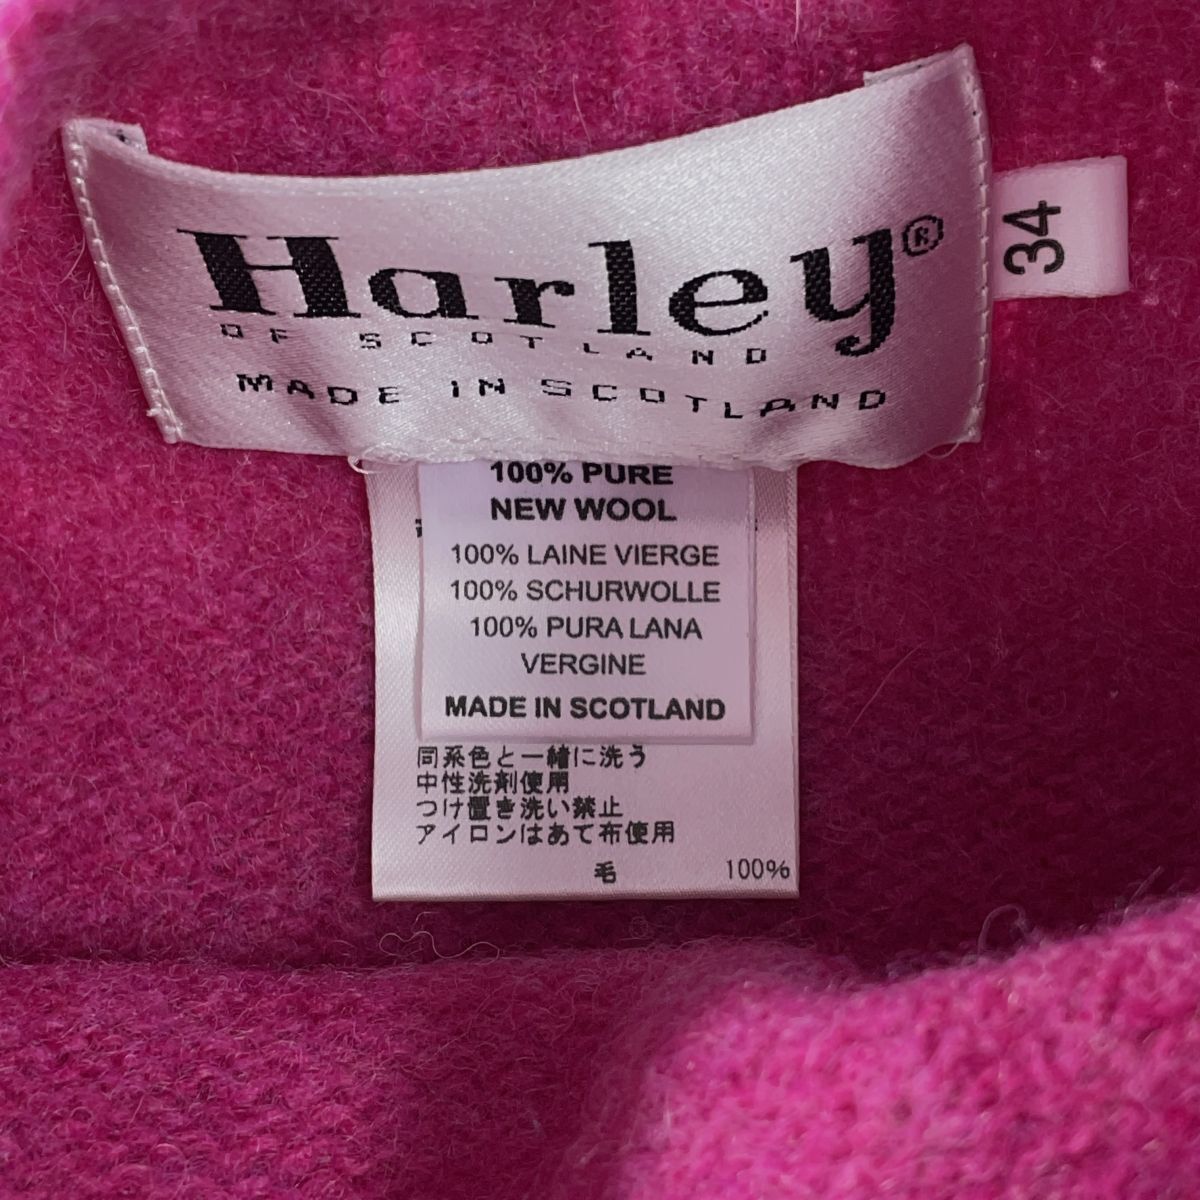 Harley®
OF SCOTLAND
MADE IN SCOTLAND
34
100% PURE
NEW WOOL
100% LAINE VIERGE
100% SCHURWOLLE
100% PURA LANA
VERGINE
MADE IN SCOTLAND
同系色と一緒に洗う
中性洗剤使用
つけ置き洗い禁止
アイロンはあて布使用
毛 100%